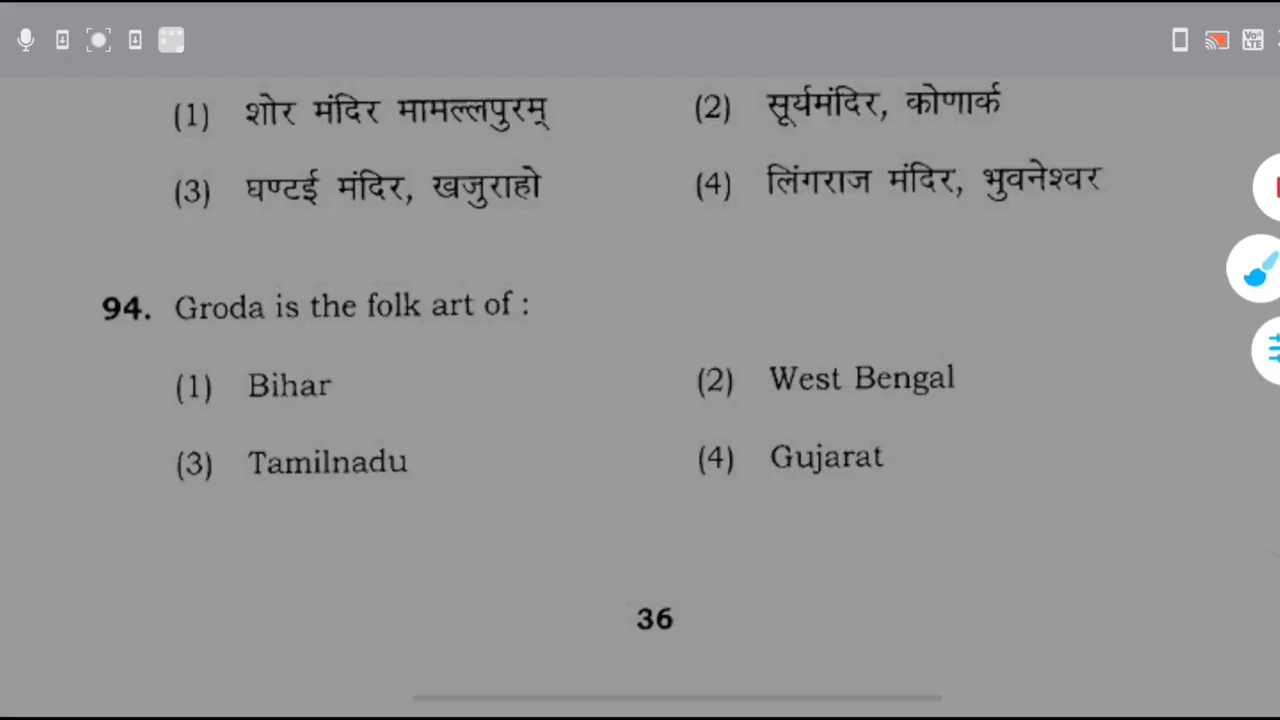 (1) शोर मंदिर मामल्लपुरम् (2) सूर्यमंदिर, कोणार्क
(3) घण्टई मंदिर, खजुराहो (4) लिंगराज मंदिर, भुवनेश्वर
94. Groda is the folk art of :
(1) Bihar (2) West Bengal
(3) Tamilnadu (4) Gujarat
36